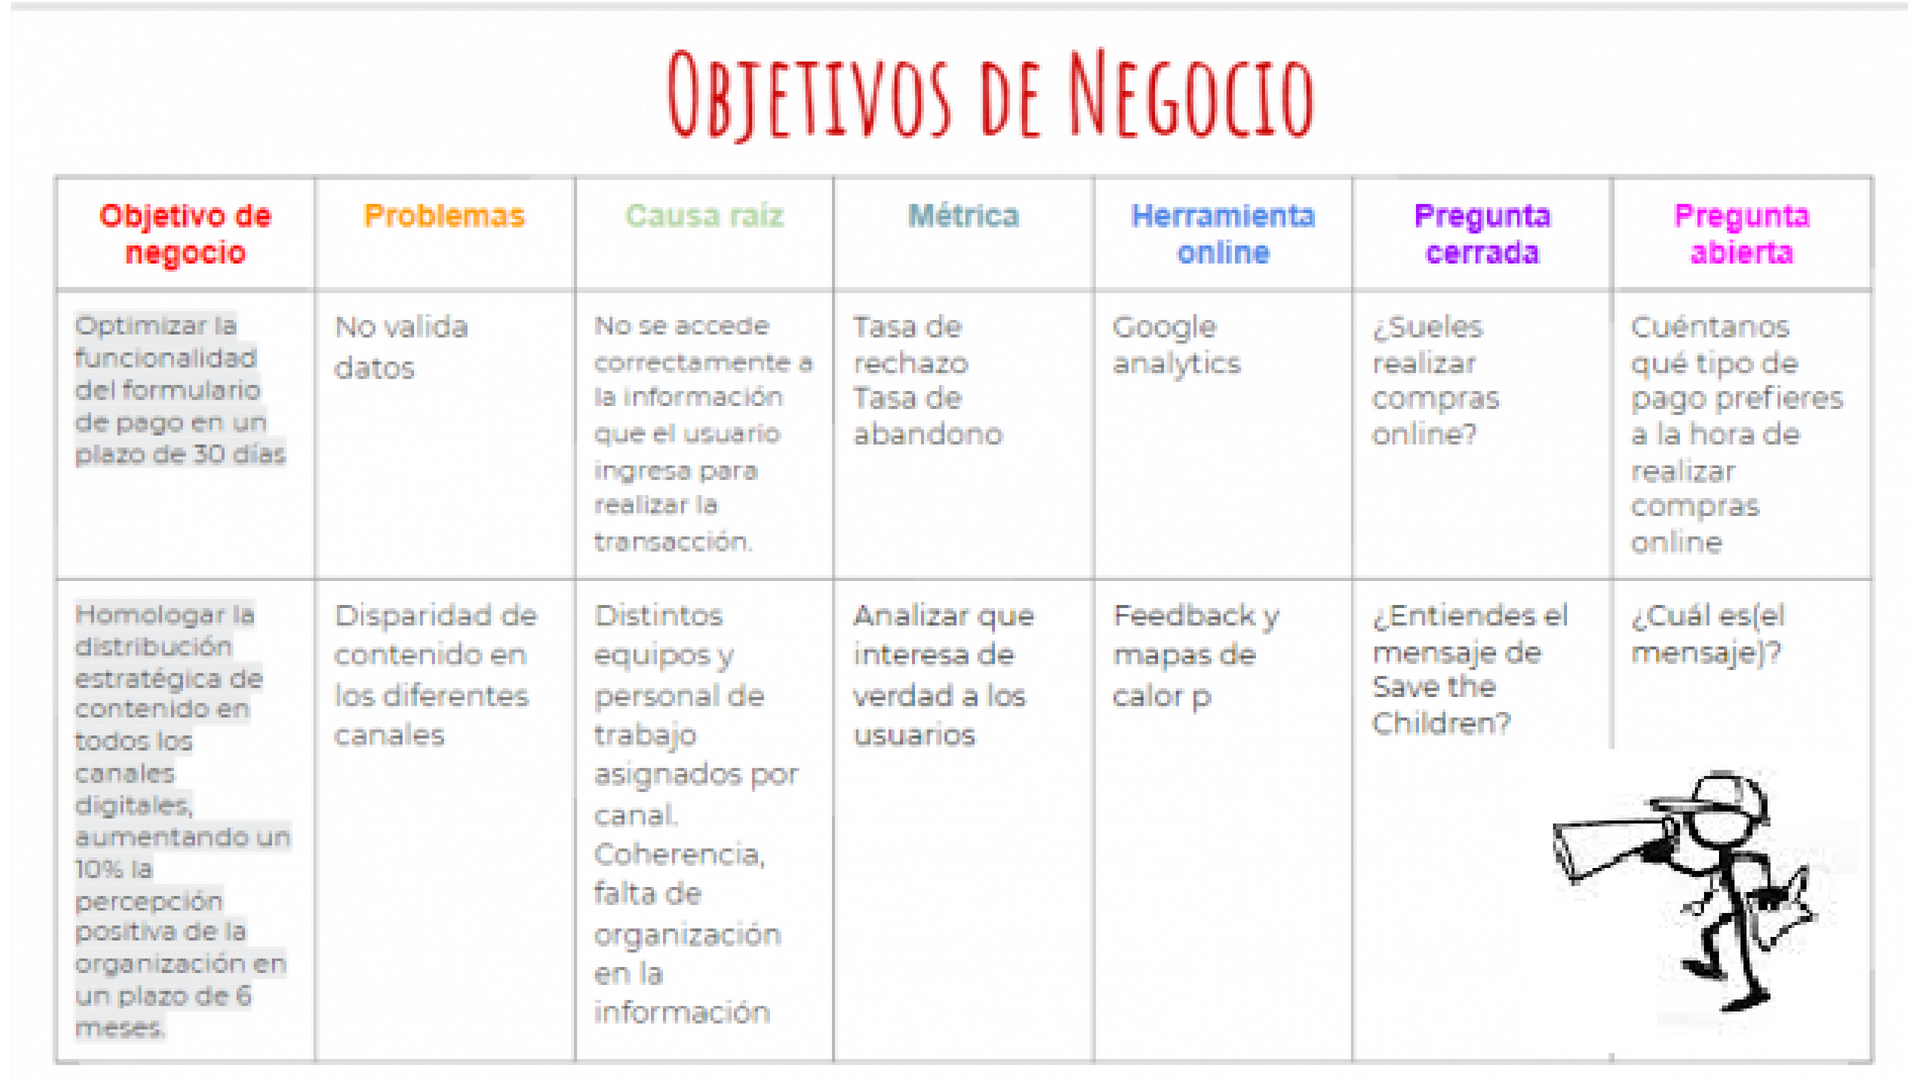 Objetivos de Negocio
Objetivo de
negocio
Problemas
Causa raíz
Métrica
Herramienta
online
Pregunta
cerrada
Pregunta
abierta
Optimizar la
funcionalidad
del formulario
de pago en un
plazo de 30 días
No valida
datos
No se accede
correctamente a
la información
que el usuario
ingresa para
realizar la
transacción.
Tasa de
rechazo
Tasa de
abandono
Google
analytics
¿Sueles
realizar
compras
online?
Cuéntanos
qué tipo de
pago prefieres
a la hora de
realizar
compras
online
Homologar la
distribución
estratégica de
contenido en
todos los
canales
digitales,
aumentando un
10% la
percepción
positiva de la
organización en
un plazo de 6
meses.
Disparidad de
contenido en
los diferentes
canales
Distintos
equipos y
personal de
trabajo
asignados por
canal.
Coherencia,
falta de
organización
en la
información
Analizar que
interesa de
verdad a los
usuarios
Feedback y
mapas de
calor p
¿Entiendes el
mensaje de
Save the
Children?
¿Cuál es(el
mensaje)?